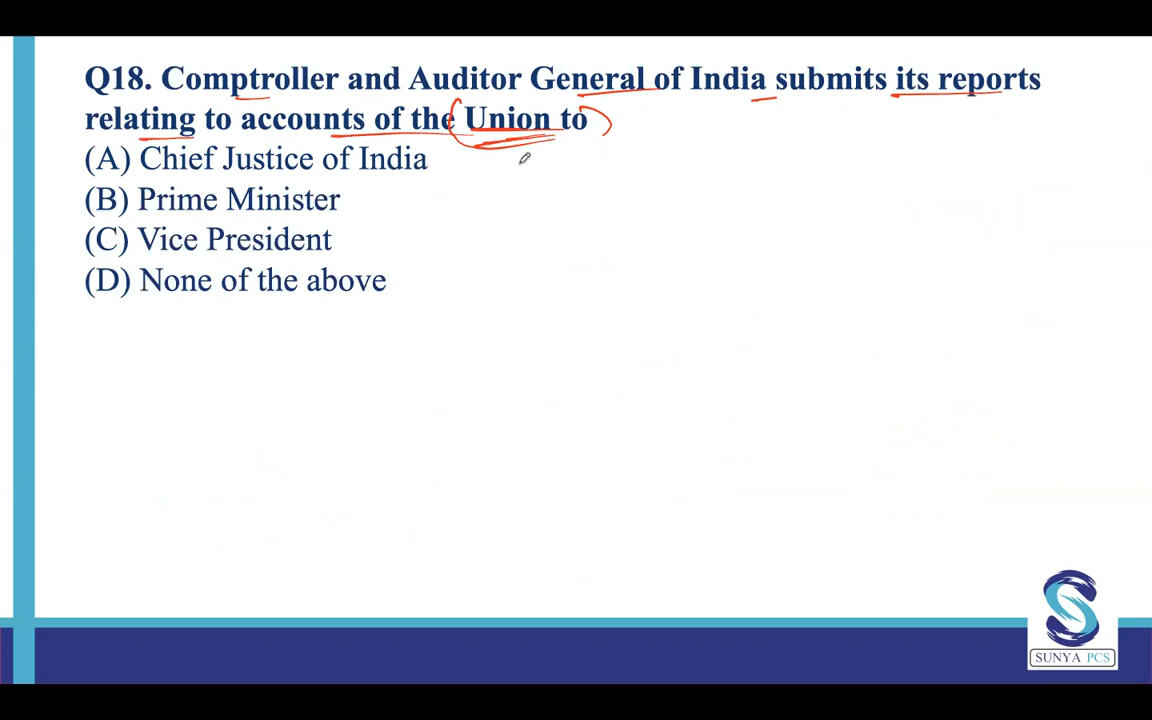 Q18. Comptroller and Auditor General of India submits its reports
relating to accounts of the Union to
(A) Chief Justice of India
(B) Prime Minister
(C) Vice President
(D) None of the above
SUNYA PCS